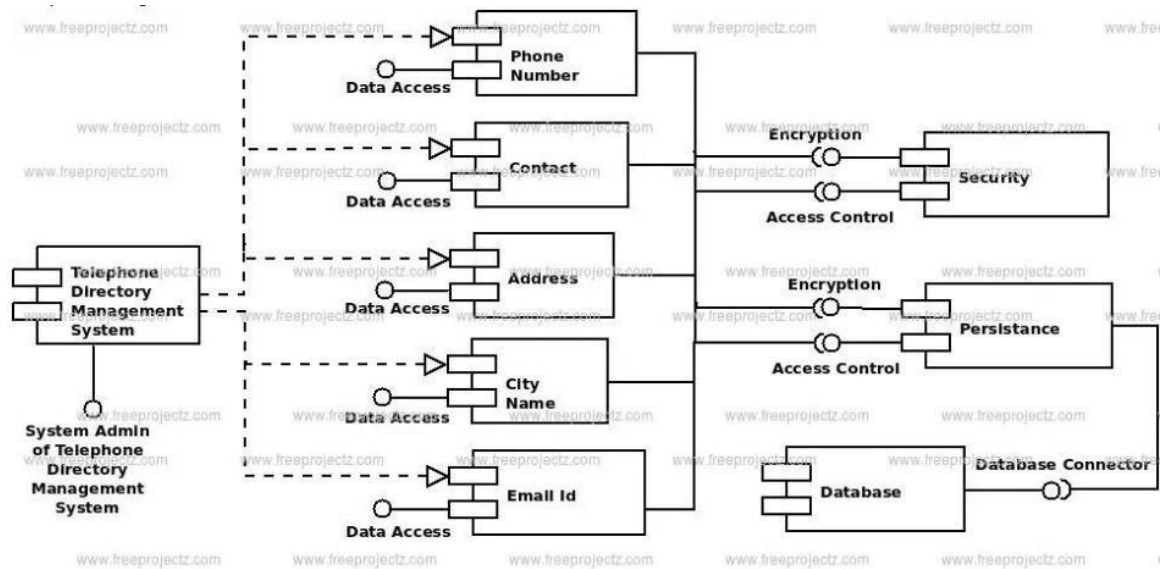 Phone
Number
Data Access
Encryption
Contact
Security
Data Access
Access Control
Telephone
Directory
Management
System
Address
Data Access
Encryption
Persistance
Access Control
City
Name
Data Access
System Admin
of Telephone
Directory
Management
System
Email Id
Data Access
Database
Database Connector
www.freeprojectz.com